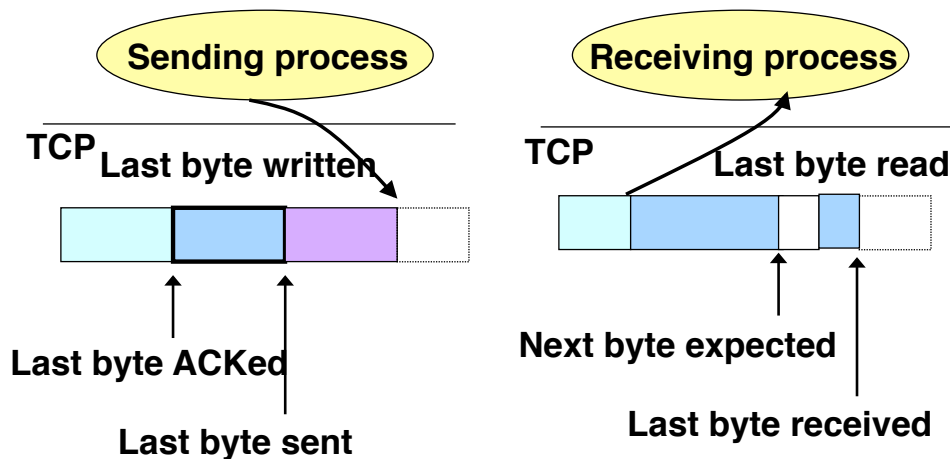 Sending process
TCP
Last byte written
Last byte ACKed
Last byte sent
Receiving process
TCP
Last byte read
Next byte expected
Last byte received